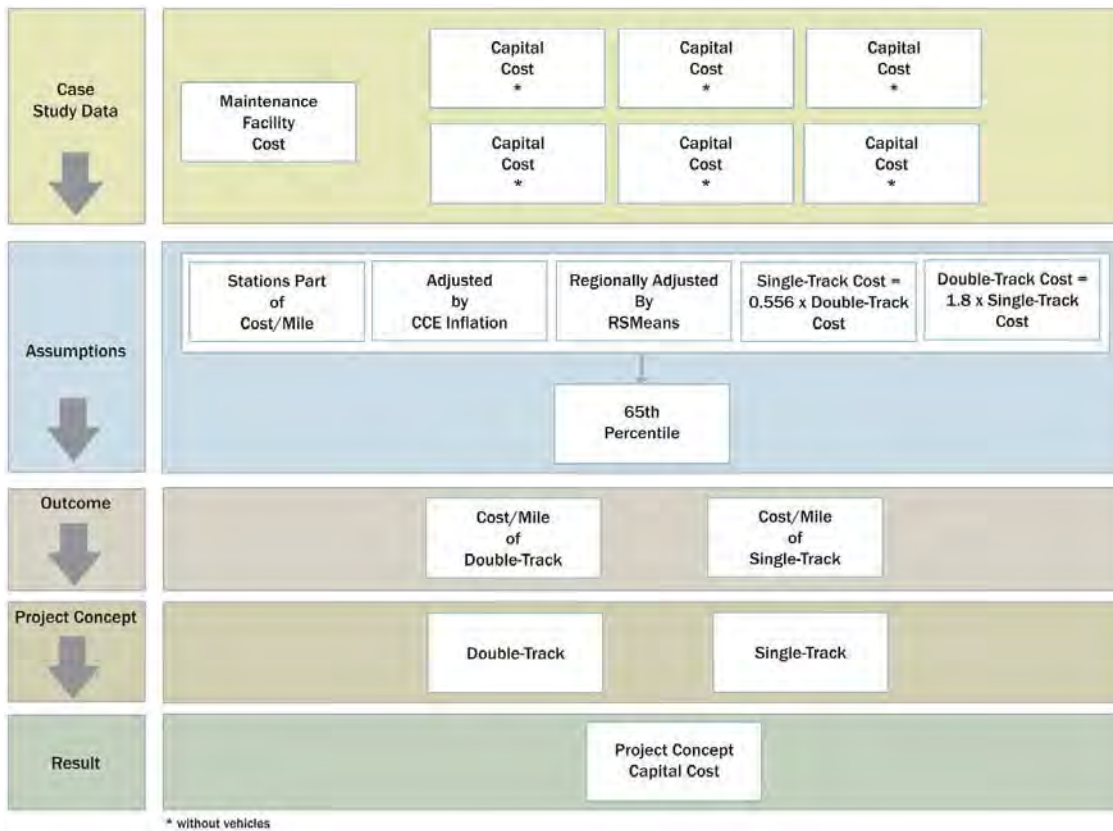 Case
Study Data
Maintenance
Facility
Cost
Capital
Cost
*
Capital
Cost
*
Capital
Cost
*
Capital
Cost
*
Capital
Cost
*
Capital
Cost
*
Assumptions
Stations Part
of
Cost/Mile
Adjusted
by
CCE Inflation
Regionally Adjusted
By
RSMeans
Single-Track Cost =
0.556 x Double-Track
Cost
Double-Track Cost =
1.8 x Single-Track
Cost
65th
Percentile
Outcome
Cost/Mile
of
Double-Track
Cost/Mile
of
Single-Track
Project Concept
Double-Track
Single-Track
Result
Project Concept
Capital Cost
* without vehicles